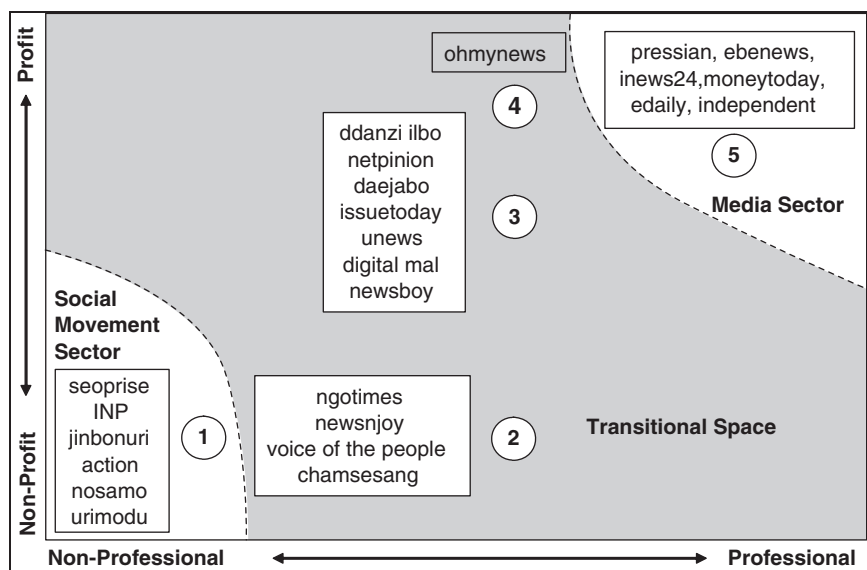 Profit
Non-Profit
ohmynews
4
pressian, ebenews,
inews24,moneytoday,
edaily, independent
5
Media Sector
ddanzi ilbo
netpinion
daejabo
issuetoday
unews
digital mal
newsboy
3
Social
Movement
Sector
seoprise
INP
jinbonuri
action
nosamo
urimodu
1
ngotimes
newsnjoy
voice of the people
chamsesang
2
Transitional Space
Non-Professional
Professional